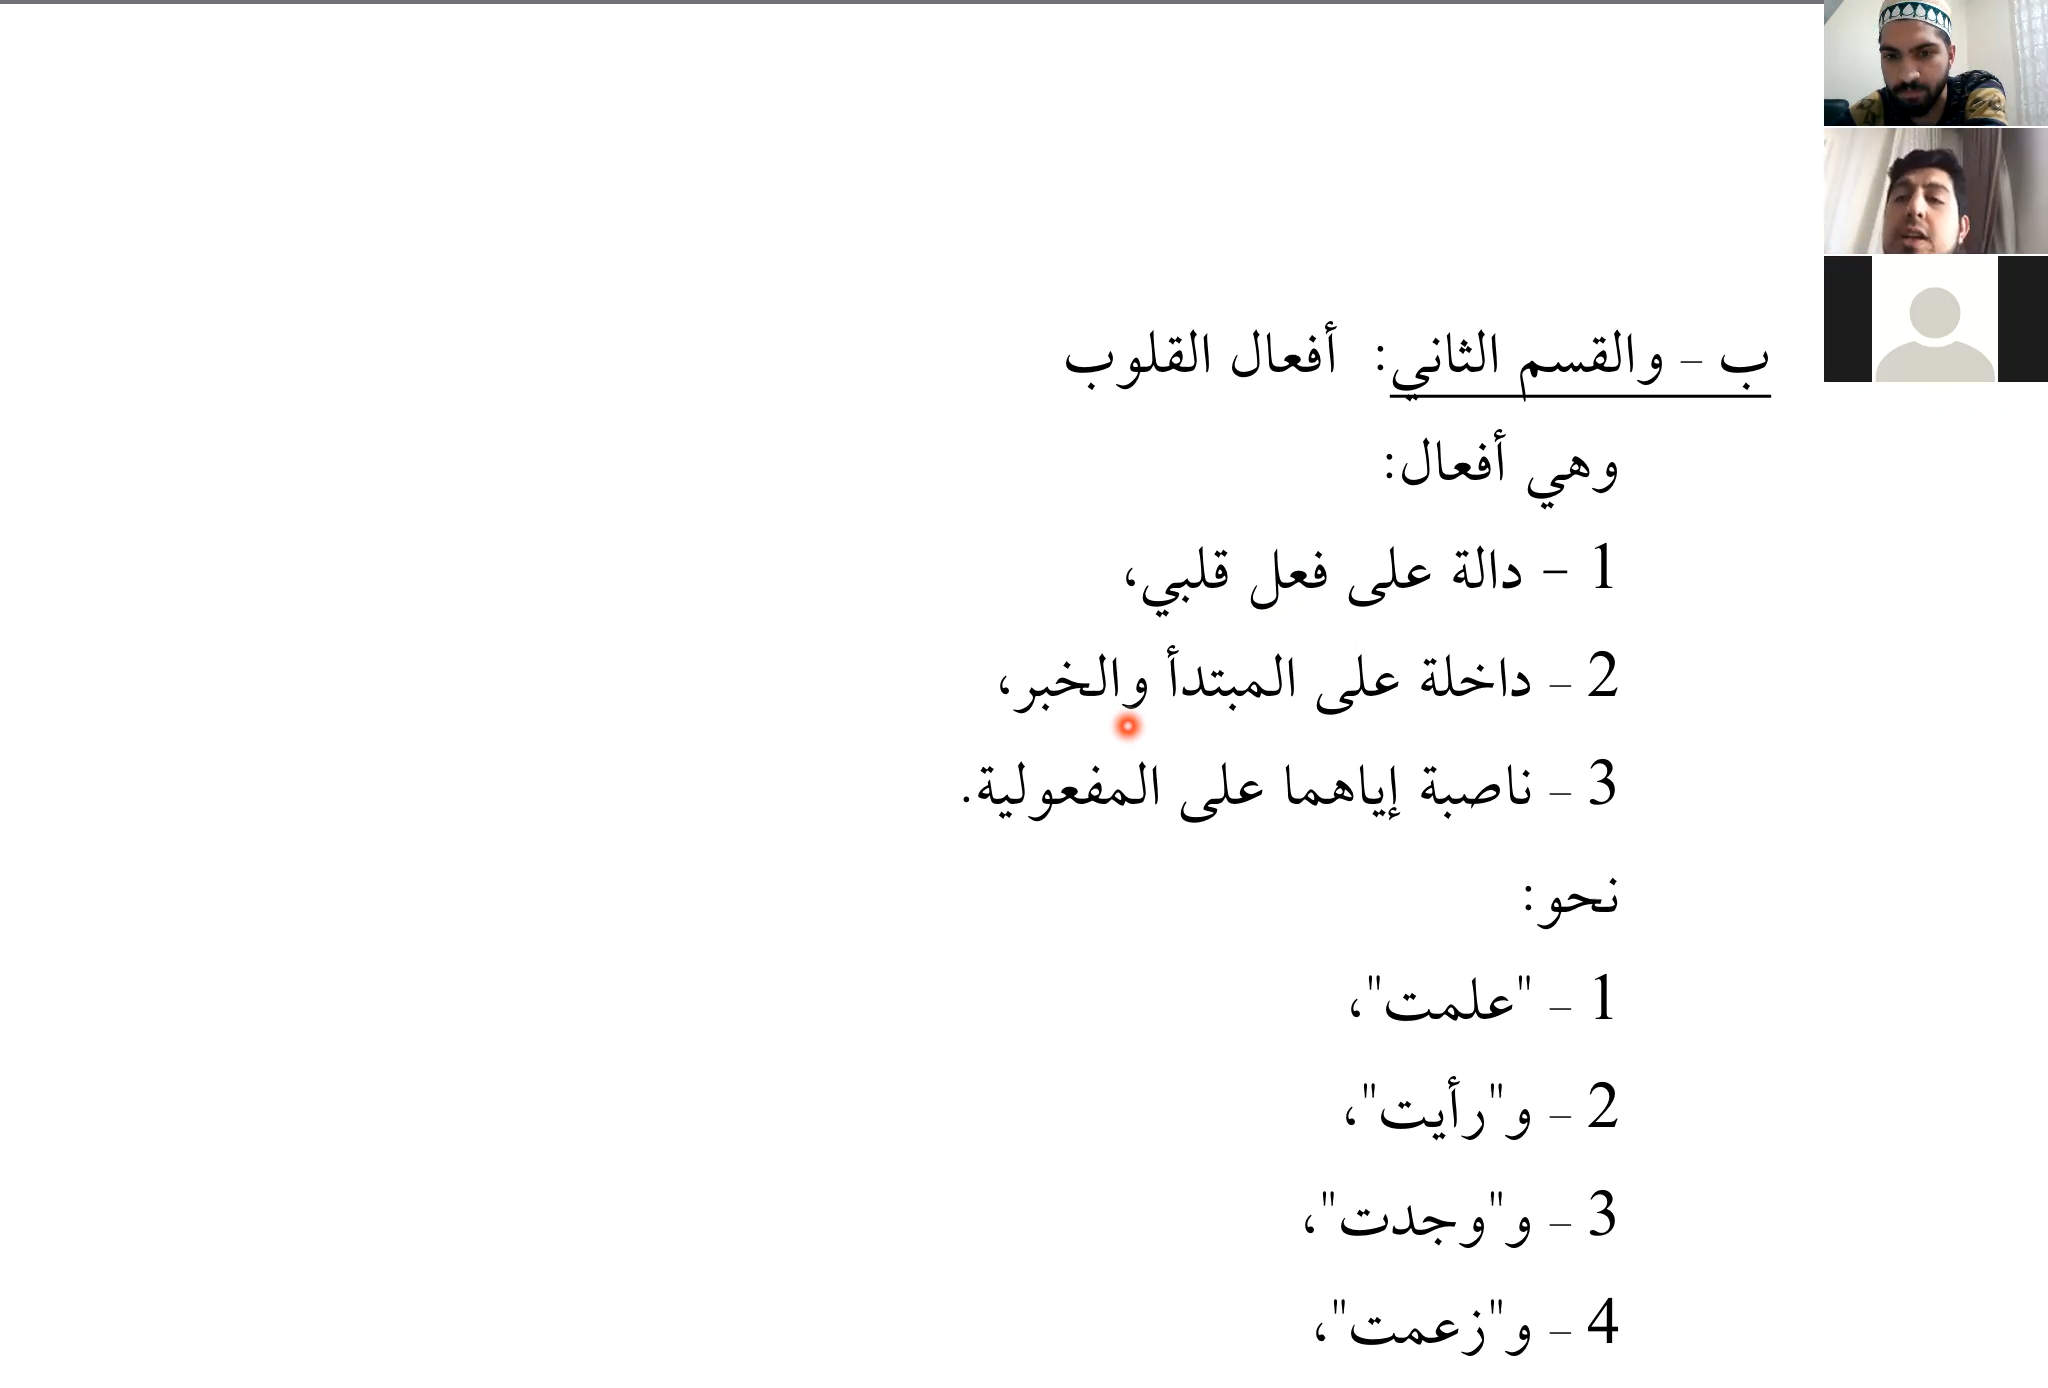 ب – والقسم الثاني: أفعال القلوب
وهي أفعال:
1 – دالة على فعل قلبي،
2 – داخلة على المبتدأ والخبر،
3 – ناصبة إياهما على المفعولية.
نحو:
1 – "علمت"،
2 – و"رأيت"،
3 – و"وجدت"،
4 – و"زعمت"،